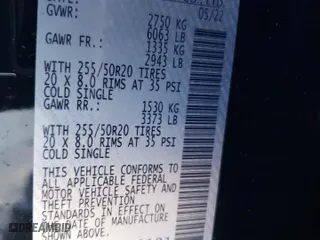 GVWR:
05/22
2750 KG
6063 LB
GAWR FR:
1335 KG
2943 LB
WITH 255/50R20 TIRES
20 X 8.0 RIMS AT 35 PSI
COLD SINGLE
GAWR RR:
1530 KG
3373 LB
WITH 255/50R20 TIRES
20 X 8.0 RIMS AT 35 PSI
COLD SINGLE
THIS VEHICLE CONFORMS TO
ALL APPLICABLE FEDERAL
MOTOR VEHICLE SAFETY AND
THEFT PREVENTION
STANDARDS IN EFFECT ON
THE DATE OF MANUFACTURE